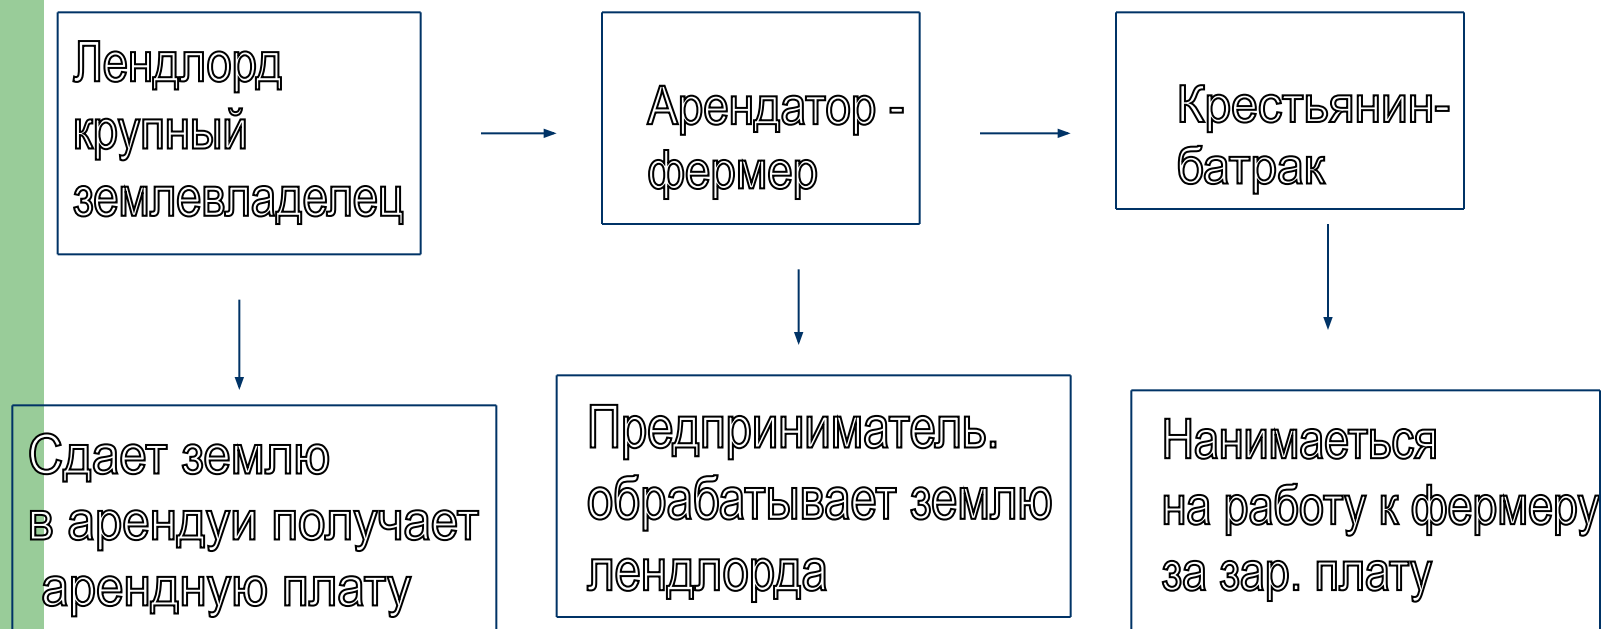 Лендлорд
крупный
землевладелец
Арендатор -
фермер
Крестьянин-
батрак
Сдает землю
в арендуи получает
арендную плату
Предприниматель.
обрабатывает землю
лендлорда
Нанимаеться
на работу к фермеру
за зар. плату